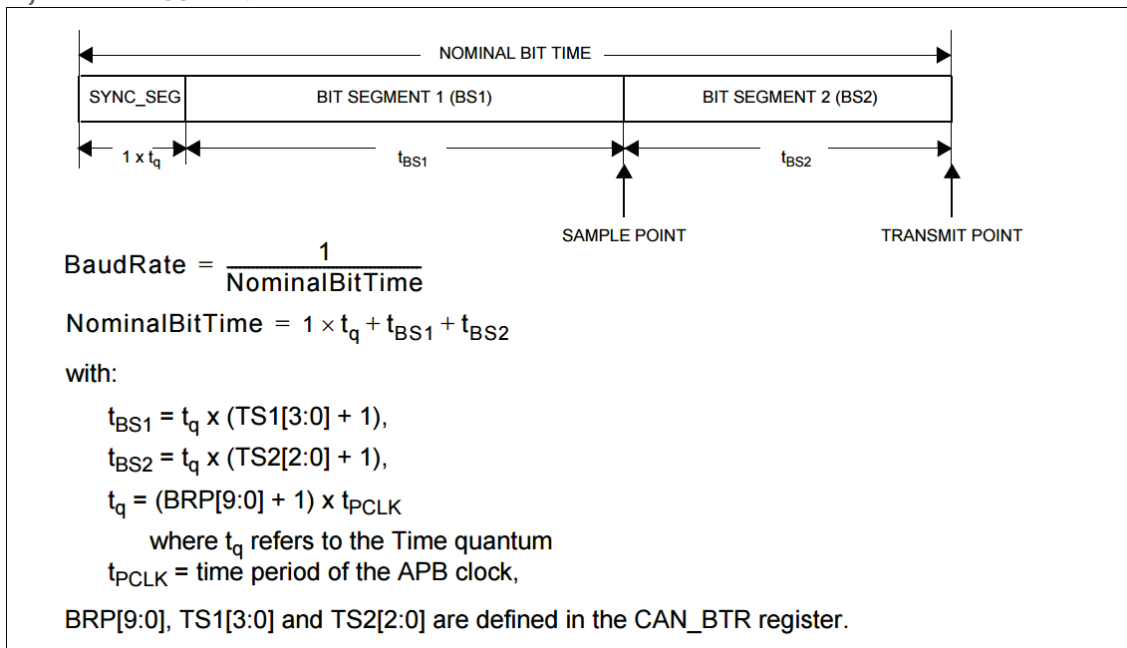 NOMINAL BIT TIME
SYNC_SEG BIT SEGMENT 1 (BS1) BIT SEGMENT 2 (BS2)
1 x tq tBS1 tBS2
SAMPLE POINT TRANSMIT POINT
BaudRate = 1 / NominalBitTime
NominalBitTime = 1 × tq + tBS1 + tBS2
with:
tBS1 = tq x (TS1[3:0] + 1),
tBS2 = tq x (TS2[2:0] + 1),
tq = (BRP[9:0] + 1) x tPCLK
where tq refers to the Time quantum
tPCLK = time period of the APB clock,
BRP[9:0], TS1[3:0] and TS2[2:0] are defined in the CAN_BTR register.